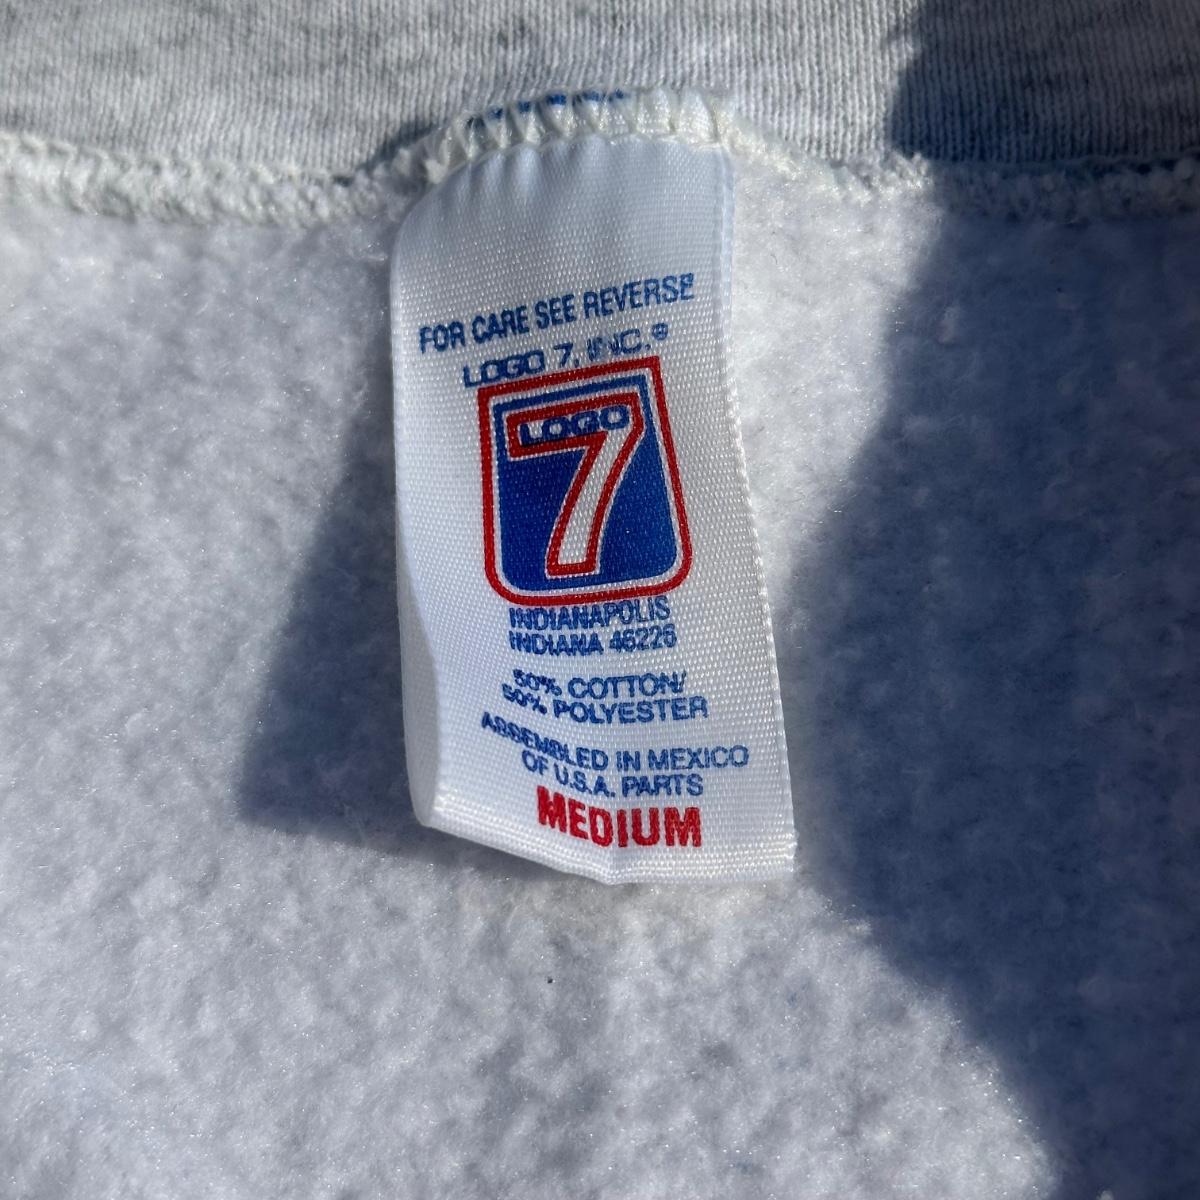 FOR CARE SEE REVERSE
LOGO 7, INC.®
LOGO
7
INDIANAPOLIS
INDIANA 46226
50% COTTON/
50% POLYESTER
ASSEMBLED IN MEXICO
OF U.S.A. PARTS
MEDIUM